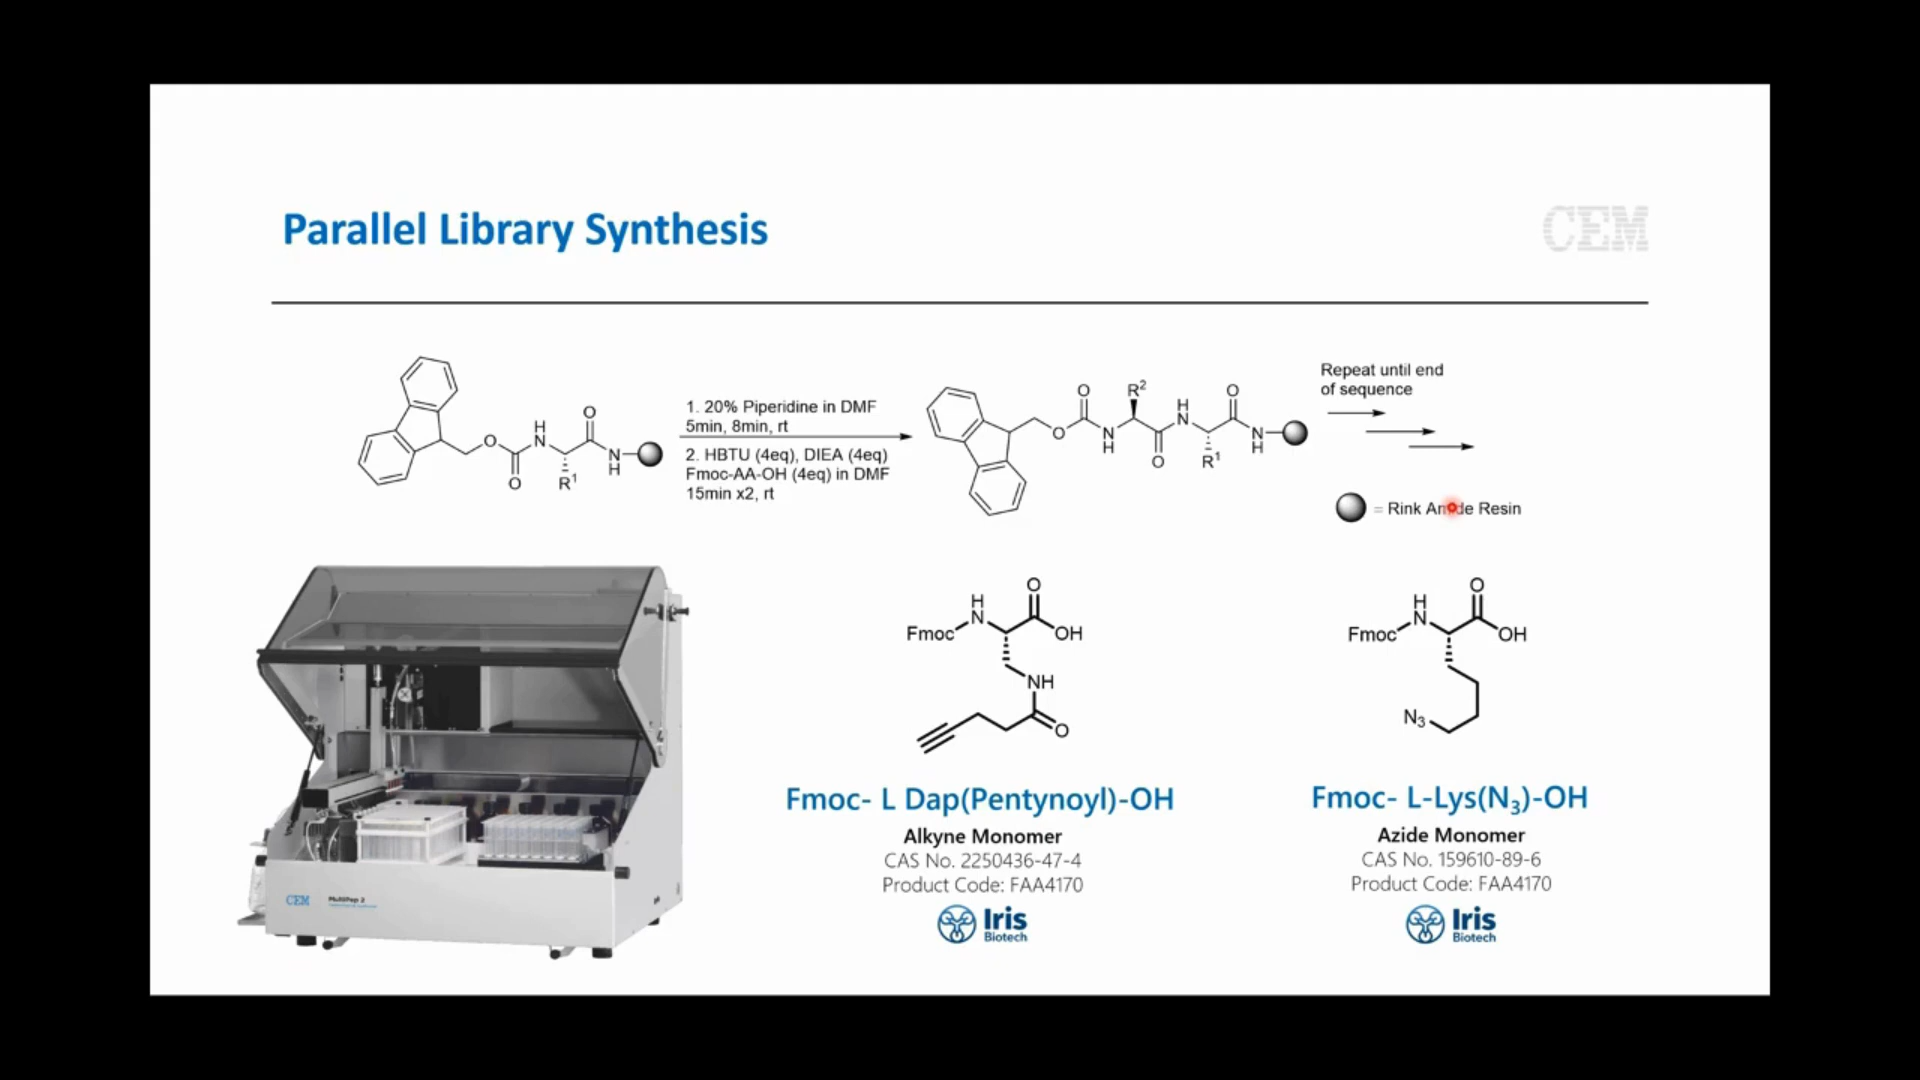 Parallel Library Synthesis
CEM
Repeat until end
of sequence
1. 20% Piperidine in DMF
5min, 8min, rt
2. HBTU (4eq), DIEA (4eq)
Fmoc-AA-OH (4eq) in DMF
15min x2, rt
O
H
N
O
O
N
H
R¹
O
R²
H
N
O
O
N
H
O
R¹
N
H
= Rink Amide Resin
H
N
O
Fmoc
OH
NH
O
H
N
O
Fmoc
OH
N₃
Fmoc- L Dap(Pentynoyl)-OH
Alkyne Monomer
CAS No. 2250436-47-4
Product Code: FAA4170
Iris
Biotech
Fmoc- L-Lys(N₃)-OH
Azide Monomer
CAS No. 159610-89-6
Product Code: FAA4170
Iris
Biotech
CEM
MultiPep 2